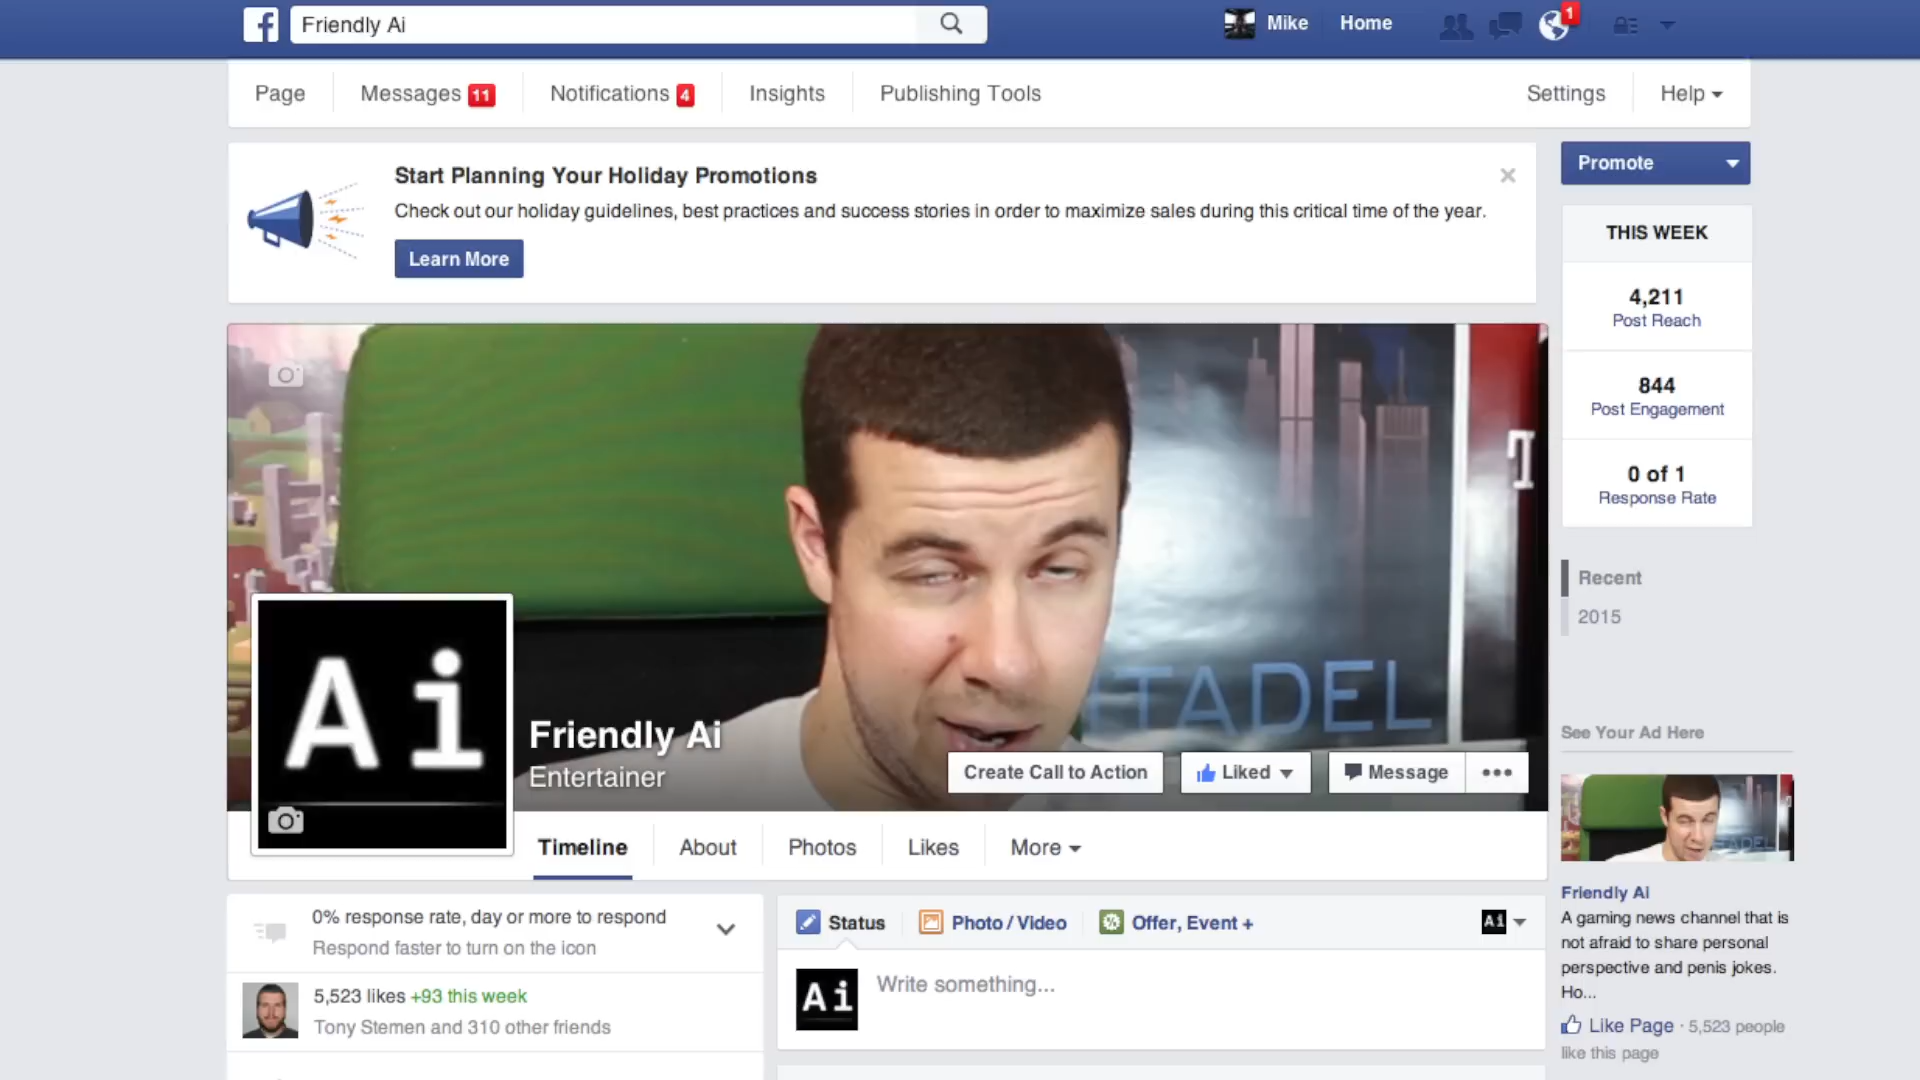 Friendly Ai
Mike
Home
1
Page
Messages 11
Notifications 4
Insights
Publishing Tools
Settings
Help
Start Planning Your Holiday Promotions
Check out our holiday guidelines, best practices and success stories in order to maximize sales during this critical time of the year.
Learn More
Promote
THIS WEEK
4,211
Post Reach
844
Post Engagement
0 of 1
Response Rate
Recent
2015
T
TADEL
Ai
Friendly Ai
Entertainer
Create Call to Action
Liked
Message
Timeline
About
Photos
Likes
More
0% response rate, day or more to respond
Respond faster to turn on the icon
5,523 likes +93 this week
Tony Stemen and 310 other friends
Status
Photo / Video
Offer, Event +
Ai
Ai
Write something...
See Your Ad Here
Friendly Ai
A gaming news channel that is
not afraid to share personal
perspective and penis jokes.
Ho...
Like Page · 5,523 people
like this page